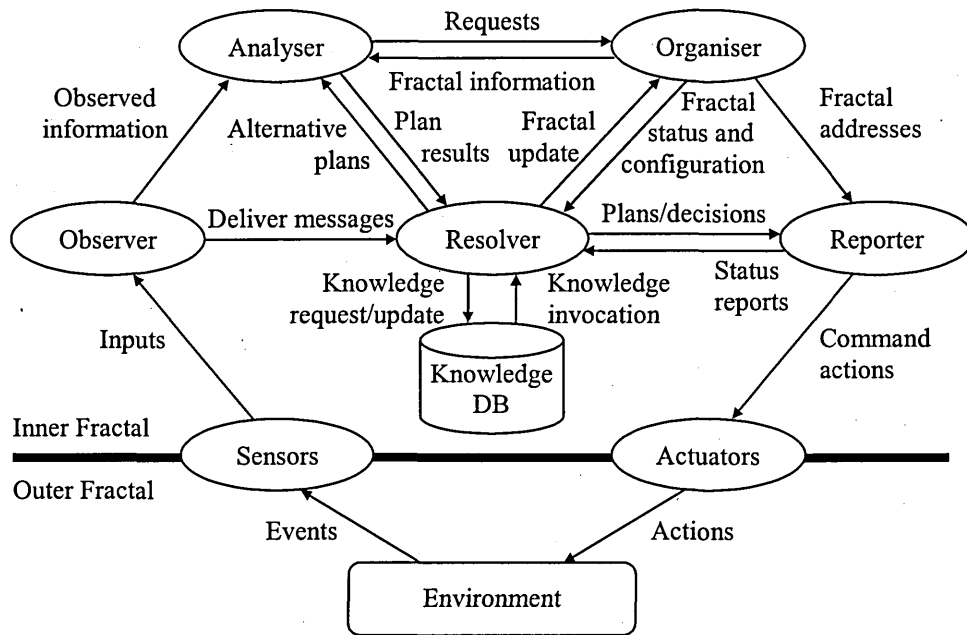 Requests
Analyser
Organiser
Fractal information
Observed
information
Alternative
plans
Plan
results
Fractal
update
Fractal
status and
configuration
Fractal
addresses
Deliver messages
Plans/decisions
Observer
Resolver
Reporter
Status
reports
Knowledge
request/update
Knowledge
invocation
Inputs
Command
actions
Knowledge
DB
Inner Fractal
Sensors
Actuators
Outer Fractal
Events
Actions
Environment